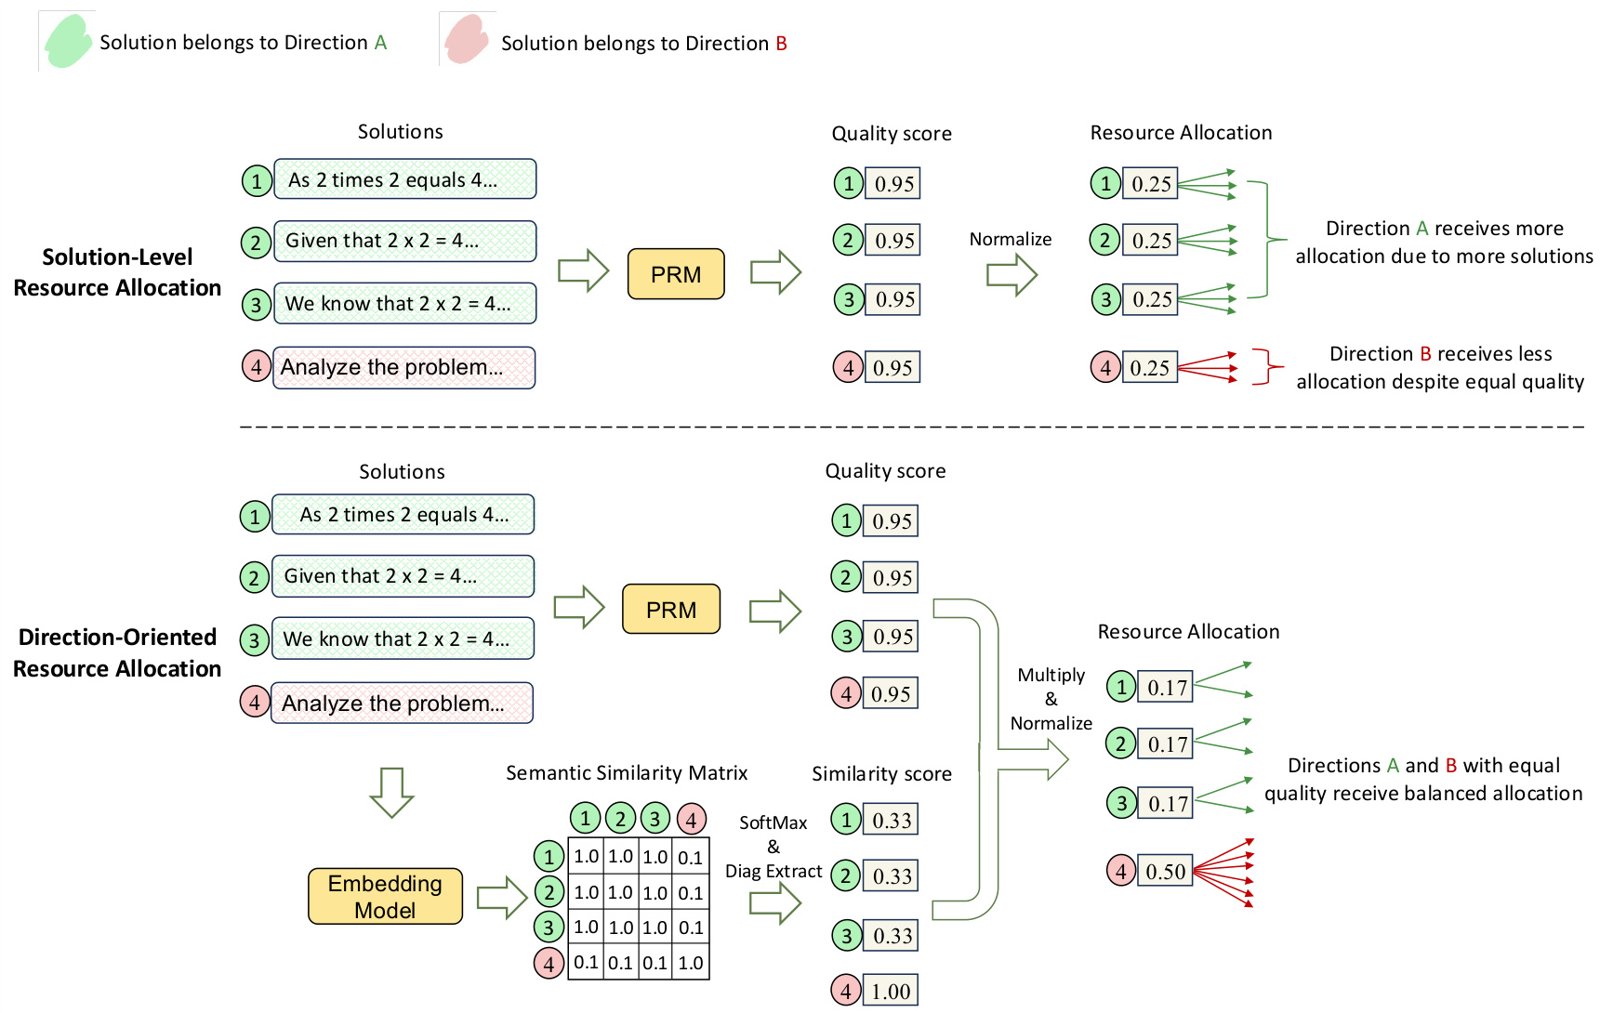 Solution belongs to Direction A
Solution belongs to Direction B
Solution-Level
Resource Allocation
Solutions
1 As 2 times 2 equals 4...
2 Given that 2 x 2 = 4...
3 We know that 2 x 2 = 4...
4 Analyze the problem...
PRM
Quality score
1 0.95
2 0.95
3 0.95
4 0.95
Normalize
Resource Allocation
1 0.25
2 0.25
3 0.25
4 0.25
Direction A receives more
allocation due to more solutions
Direction B receives less
allocation despite equal quality
Direction-Oriented
Resource Allocation
Solutions
1 As 2 times 2 equals 4...
2 Given that 2 x 2 = 4...
3 We know that 2 x 2 = 4...
4 Analyze the problem...
PRM
Quality score
1 0.95
2 0.95
3 0.95
4 0.95
Embedding
Model
Semantic Similarity Matrix
1 2 3 4
1 1.0 1.0 1.0 0.1
2 1.0 1.0 1.0 0.1
3 1.0 1.0 1.0 0.1
4 0.1 0.1 0.1 1.0
SoftMax
&
Diag Extract
Similarity score
1 0.33
2 0.33
3 0.33
4 1.00
Multiply
&
Normalize
Resource Allocation
1 0.17
2 0.17
3 0.17
4 0.50
Directions A and B with equal
quality receive balanced allocation